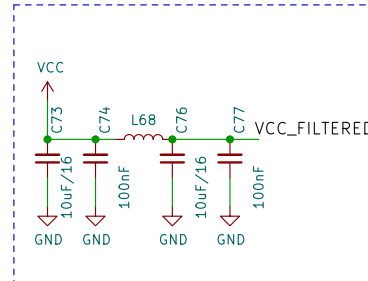 VCC
C73
C74
L68
C76
C77
VCC_FILTERED
10uF/16
100nF
10uF/16
100nF
GND
GND
GND
GND